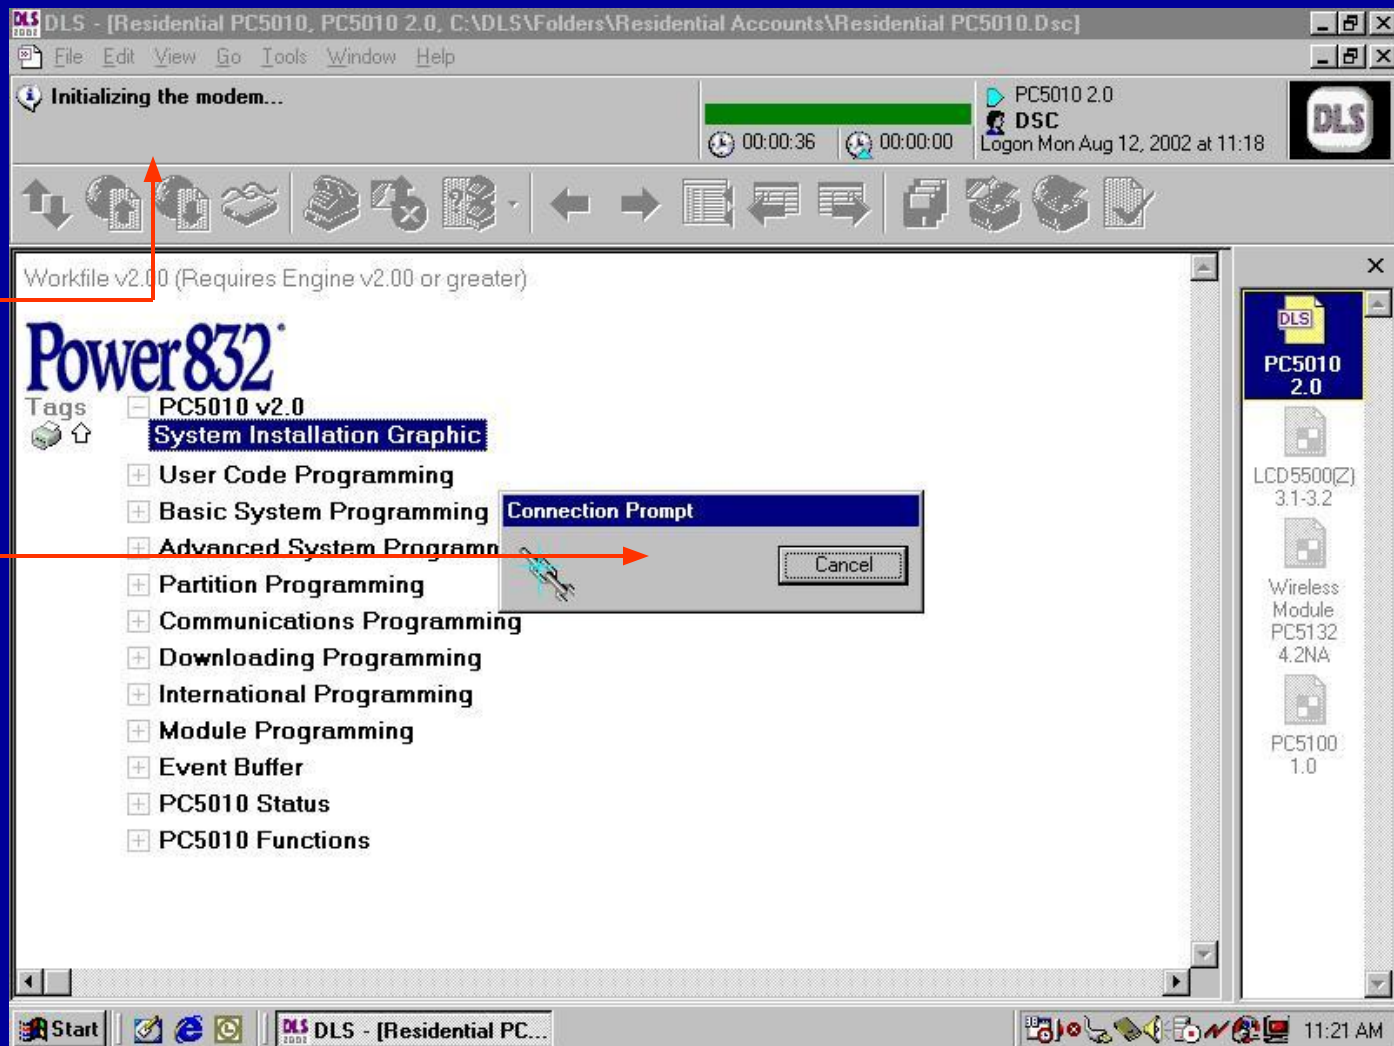 DLS 2002
DLS - [Residential PC5010, PC5010 2.0, C:\DLS\Folders\Residential Accounts\Residential PC5010.Dsc]
File Edit View Go Tools Window Help
Initializing the modem...
00:00:36
00:00:00
PC5010 2.0
DSC
Logon Mon Aug 12, 2002 at 11:18
DLS
Workfile v2.00 (Requires Engine v2.00 or greater)
Power832
Tags
PC5010 v2.0
System Installation Graphic
User Code Programming
Basic System Programming
Advanced System Programm
Partition Programming
Communications Programming
Downloading Programming
International Programming
Module Programming
Event Buffer
PC5010 Status
PC5010 Functions
Connection Prompt
Cancel
DLS
PC5010
2.0
LCD5500(Z)
3.1-3.2
Wireless
Module
PC5132
4.2NA
PC5100
1.0
Start
DLS 2002
DLS - [Residential PC...
11:21 AM